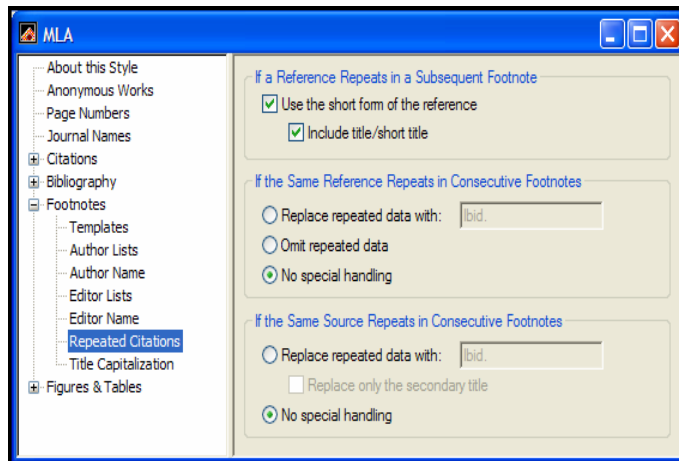 MLA
About this Style
Anonymous Works
Page Numbers
Journal Names
Citations
Bibliography
Footnotes
Templates
Author Lists
Author Name
Editor Lists
Editor Name
Repeated Citations
Title Capitalization
Figures & Tables
If a Reference Repeats in a Subsequent Footnote
Use the short form of the reference
Include title/short title
If the Same Reference Repeats in Consecutive Footnotes
Replace repeated data with: Ibid.
Omit repeated data
No special handling
If the Same Source Repeats in Consecutive Footnotes
Replace repeated data with: Ibid.
Replace only the secondary title
No special handling